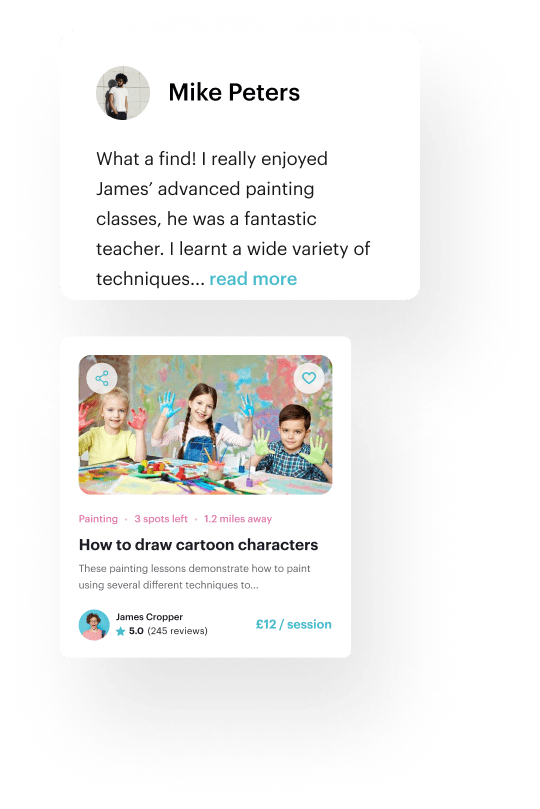 Mike Peters
What a find! I really enjoyed
James’ advanced painting
classes, he was a fantastic
teacher. I learnt a wide variety of
techniques... read more
Painting · 3 spots left · 1.2 miles away
How to draw cartoon characters
These painting lessons demonstrate how to paint
using several different techniques to...
James Cropper
5.0 (245 reviews)
£12 / session